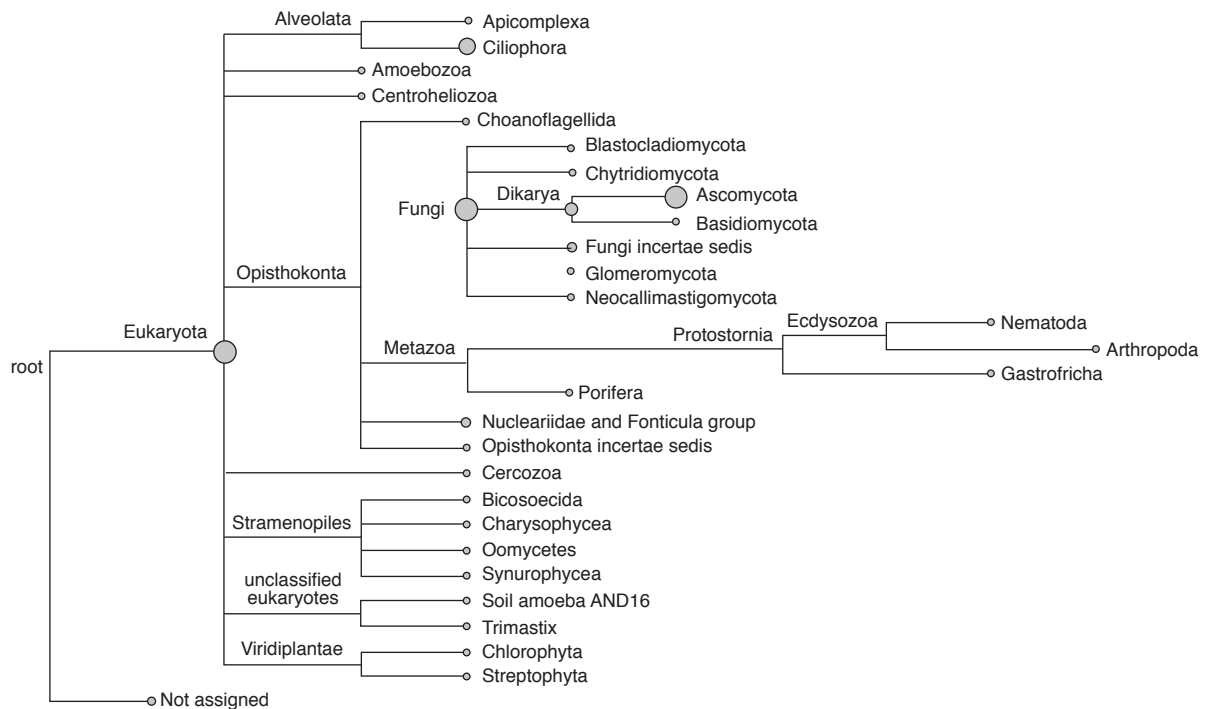 Alveolata
Apicomplexa
Ciliophora
Amoebozoa
Centroheliozoa
Choanoflagellida
Blastocladiomycota
Chytridiomycota
Dikarya
Ascomycota
Fungi
Basidiomycota
Fungi incertae sedis
Opisthokonta
Glomeromycota
Neocallimastigomycota
Eukaryota
Ecdysozoa
Nematoda
Protostornia
Metazoa
Arthropoda
root
Gastrofricha
Porifera
Nucleariidae and Fonticula group
Opisthokonta incertae sedis
Cercozoa
Bicosoecida
Stramenopiles
Charysophycea
Oomycetes
Synurophycea
unclassified
eukaryotes
Soil amoeba AND16
Trimastix
Viridiplantae
Chlorophyta
Streptophyta
Not assigned